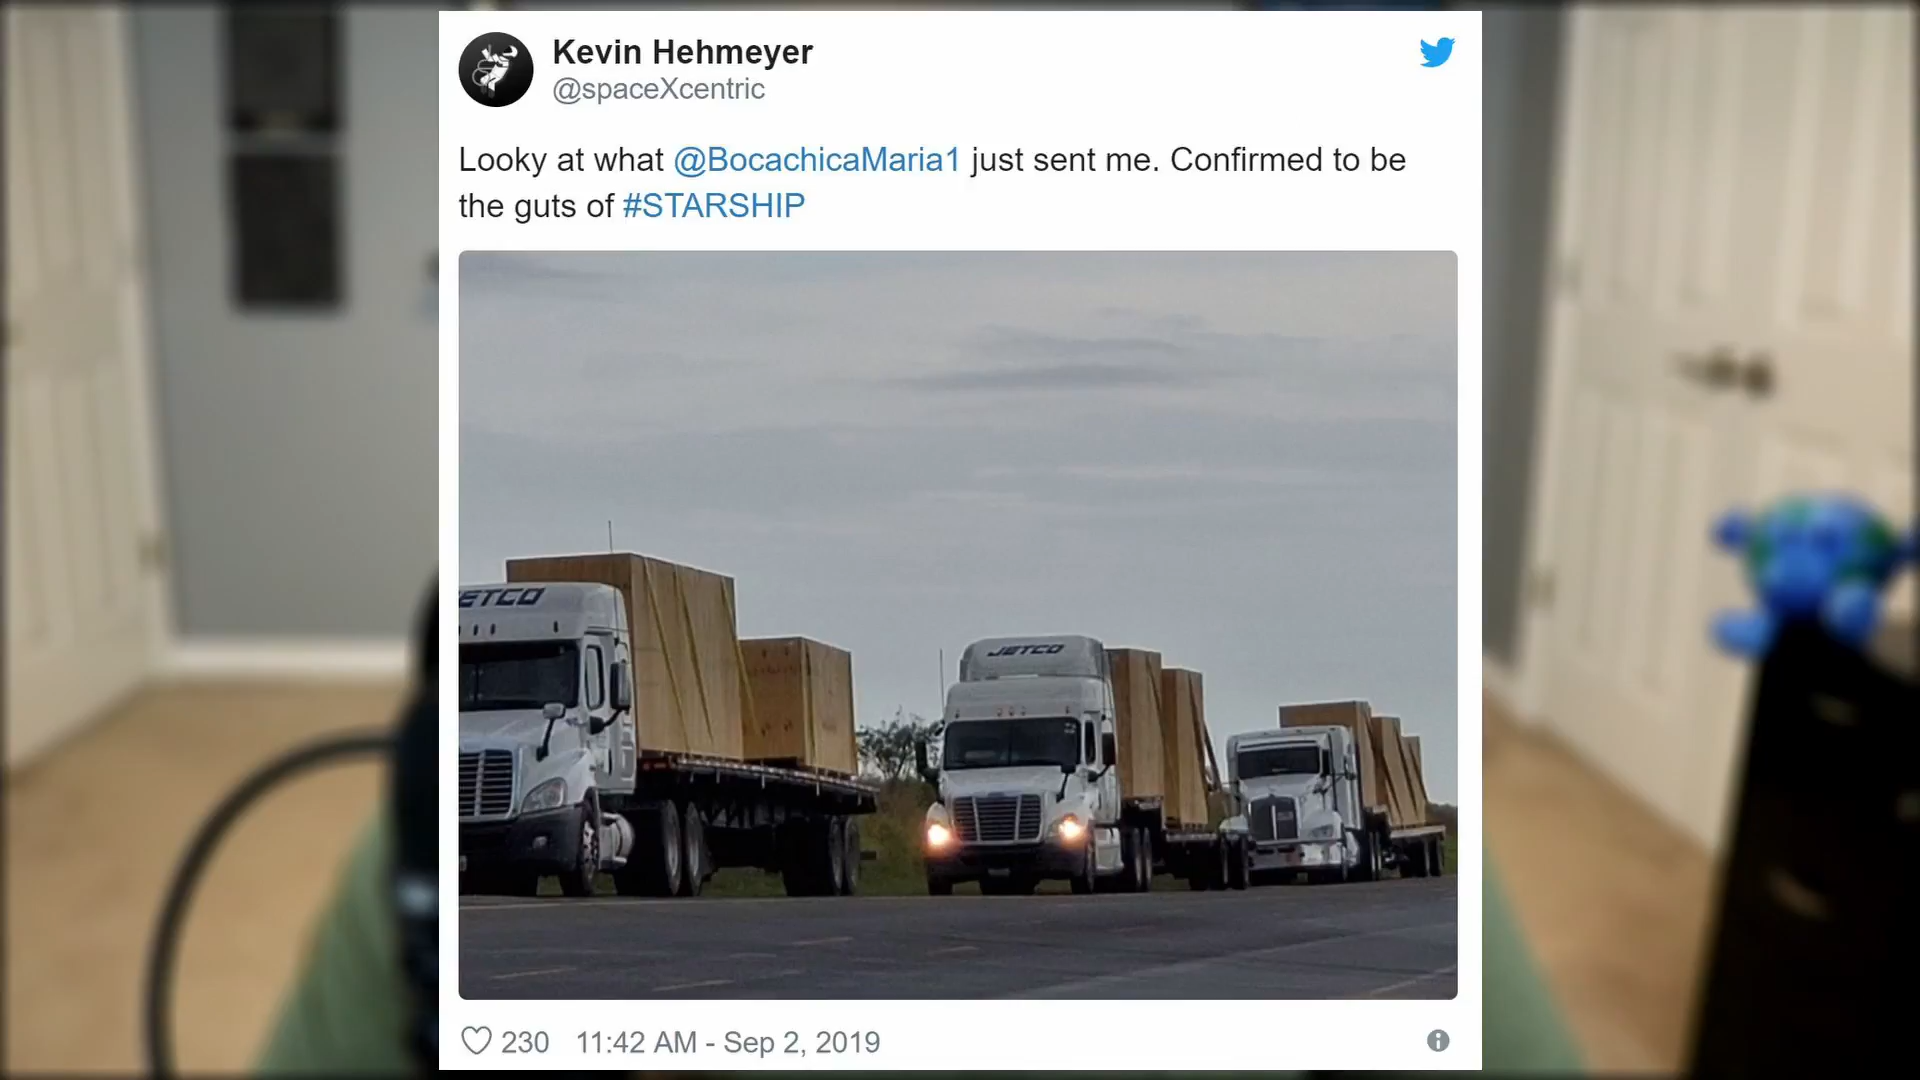 Kevin Hehmeyer
@spaceXcentric
Looky at what @BocachicaMaria1 just sent me. Confirmed to be
the guts of #STARSHIP
ETCO
JETCO
230 11:42 AM - Sep 2, 2019